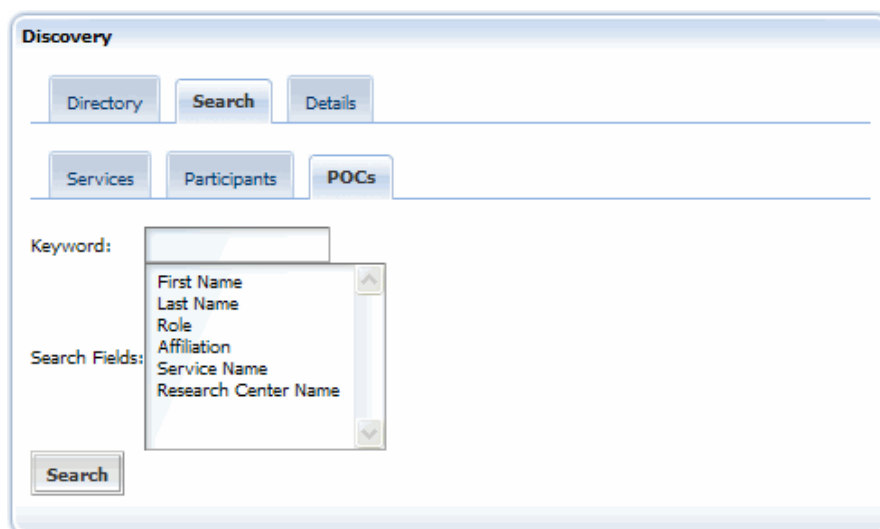 Discovery
Directory Search Details
Services Participants POCs
Keyword:
First Name
Last Name
Role
Affiliation
Service Name
Research Center Name
Search Fields:
Search